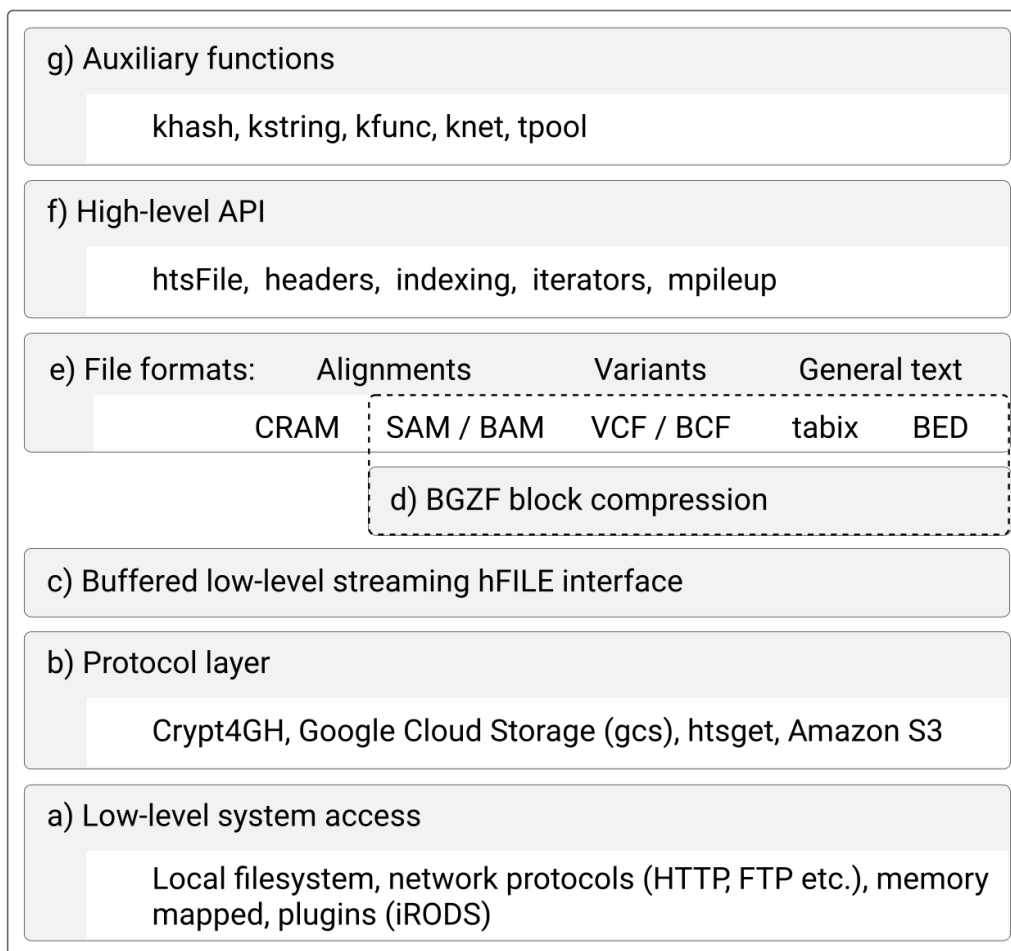 g) Auxiliary functions
khash, kstring, kfunc, knet, tpool
f) High-level API
htsFile, headers, indexing, iterators, mpileup
e) File formats: Alignments Variants General text
CRAM SAM / BAM VCF / BCF tabix BED
d) BGZF block compression
c) Buffered low-level streaming hFILE interface
b) Protocol layer
Crypt4GH, Google Cloud Storage (gcs), htsget, Amazon S3
a) Low-level system access
Local filesystem, network protocols (HTTP, FTP etc.), memory
mapped, plugins (iRODS)